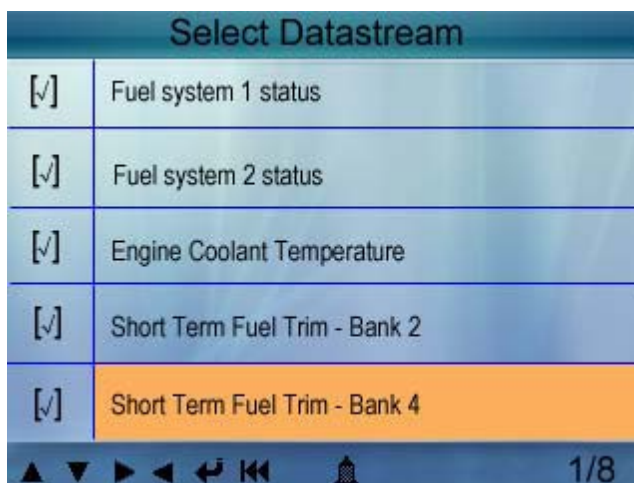 Select Datastream
[√] Fuel system 1 status
[√] Fuel system 2 status
[√] Engine Coolant Temperature
[√] Short Term Fuel Trim - Bank 2
[√] Short Term Fuel Trim - Bank 4
1/8